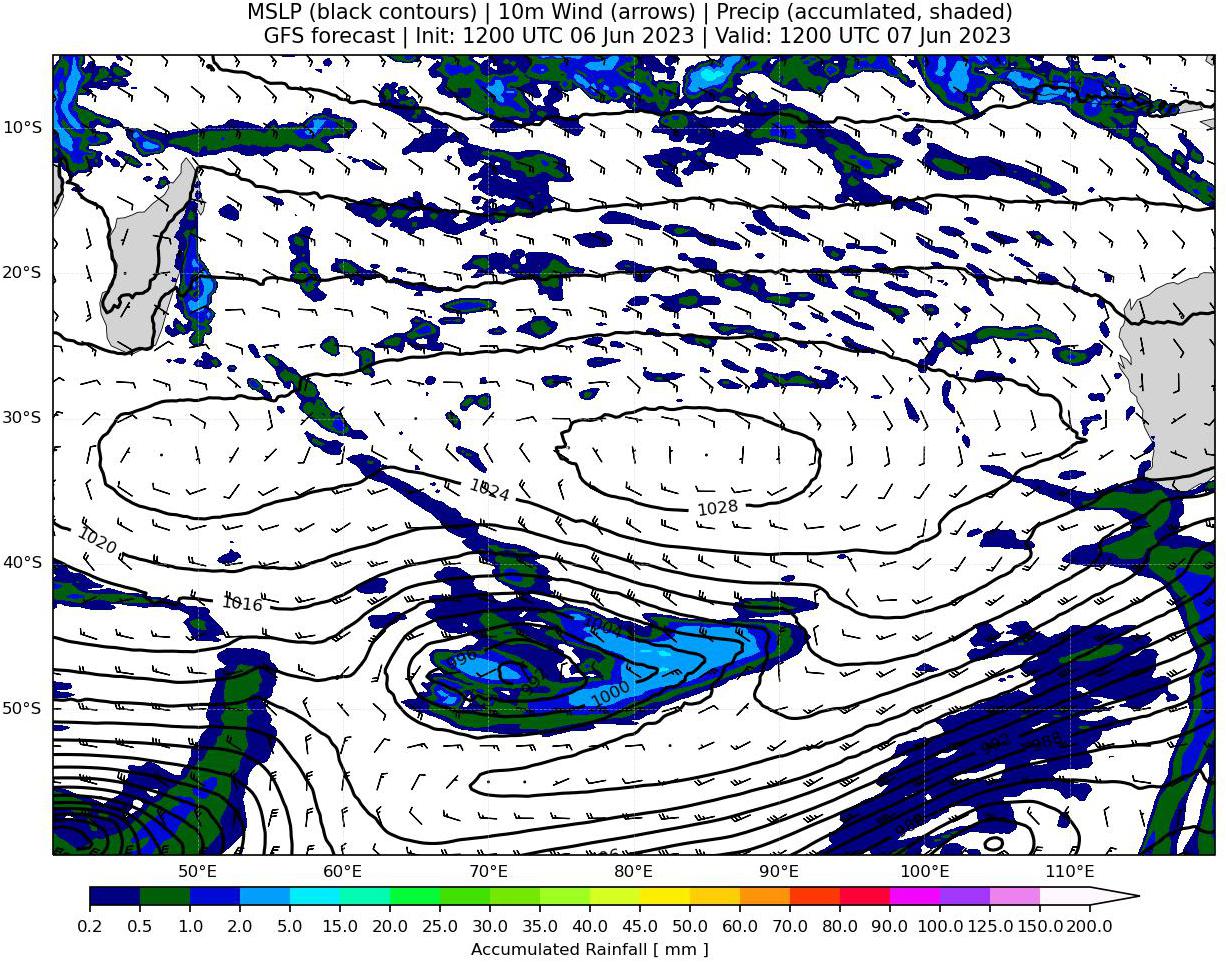 MSLP (black contours) | 10m Wind (arrows) | Precip (accumlated, shaded)
GFS forecast | Init: 1200 UTC 06 Jun 2023 | Valid: 1200 UTC 07 Jun 2023
10°S
20°S
30°S
1024
1028
1020
40°S
1016
1004
996
992
1000
50°S
992
988
50°E
60°E
70°E
80°E
90°E
100°E
110°E
0.2 0.5 1.0 2.0 5.0 10.0 15.0 20.0 25.0 30.0 35.0 40.0 45.0 50.0 60.0 70.0 80.0 90.0 100.0 125.0 150.0 200.0
Accumulated Rainfall [ mm ]